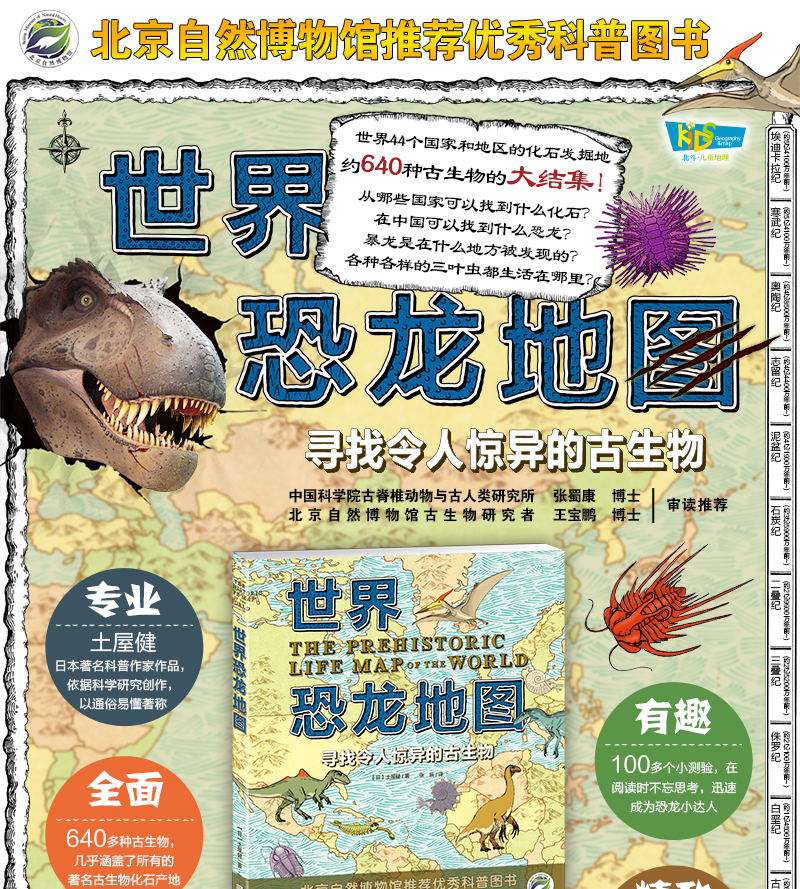 北京自然博物馆推荐优秀科普图书
KiDS
Geography
&map
北斗·儿童地理
世界44个国家和地区的化石发掘地
约640种古生物的大结集！
从哪些国家可以找到什么化石？
在中国可以找到什么恐龙？
暴龙是在什么地方被发现的？
各种各样的三叶虫都生活在哪里？
世界
恐龙地图
寻找令人惊异的古生物
中国科学院古脊椎动物与古人类研究所 张蜀康 博士
北京自然博物馆古生物研究者 王宝鹏 博士
审读推荐
埃迪卡拉纪
寒武纪
奥陶纪
志留纪
泥盆纪
石炭纪
二叠纪
三叠纪
侏罗纪
白垩纪
古
专业
土屋健
日本著名科普作家作品，
依据科学研究创作，
以通俗易懂著称
全面
640多种古生物，
几乎涵盖了所有的
著名古生物化石产地
世界
THE PREHISTORIC
LIFE MAP OF THE WORLD
恐龙地图
寻找令人惊异的古生物
世界恐龙地图
北京自然博物馆推荐优秀科普图书
有趣
100多个小测验，在
阅读时不忘思考，迅速
成为恐龙小达人